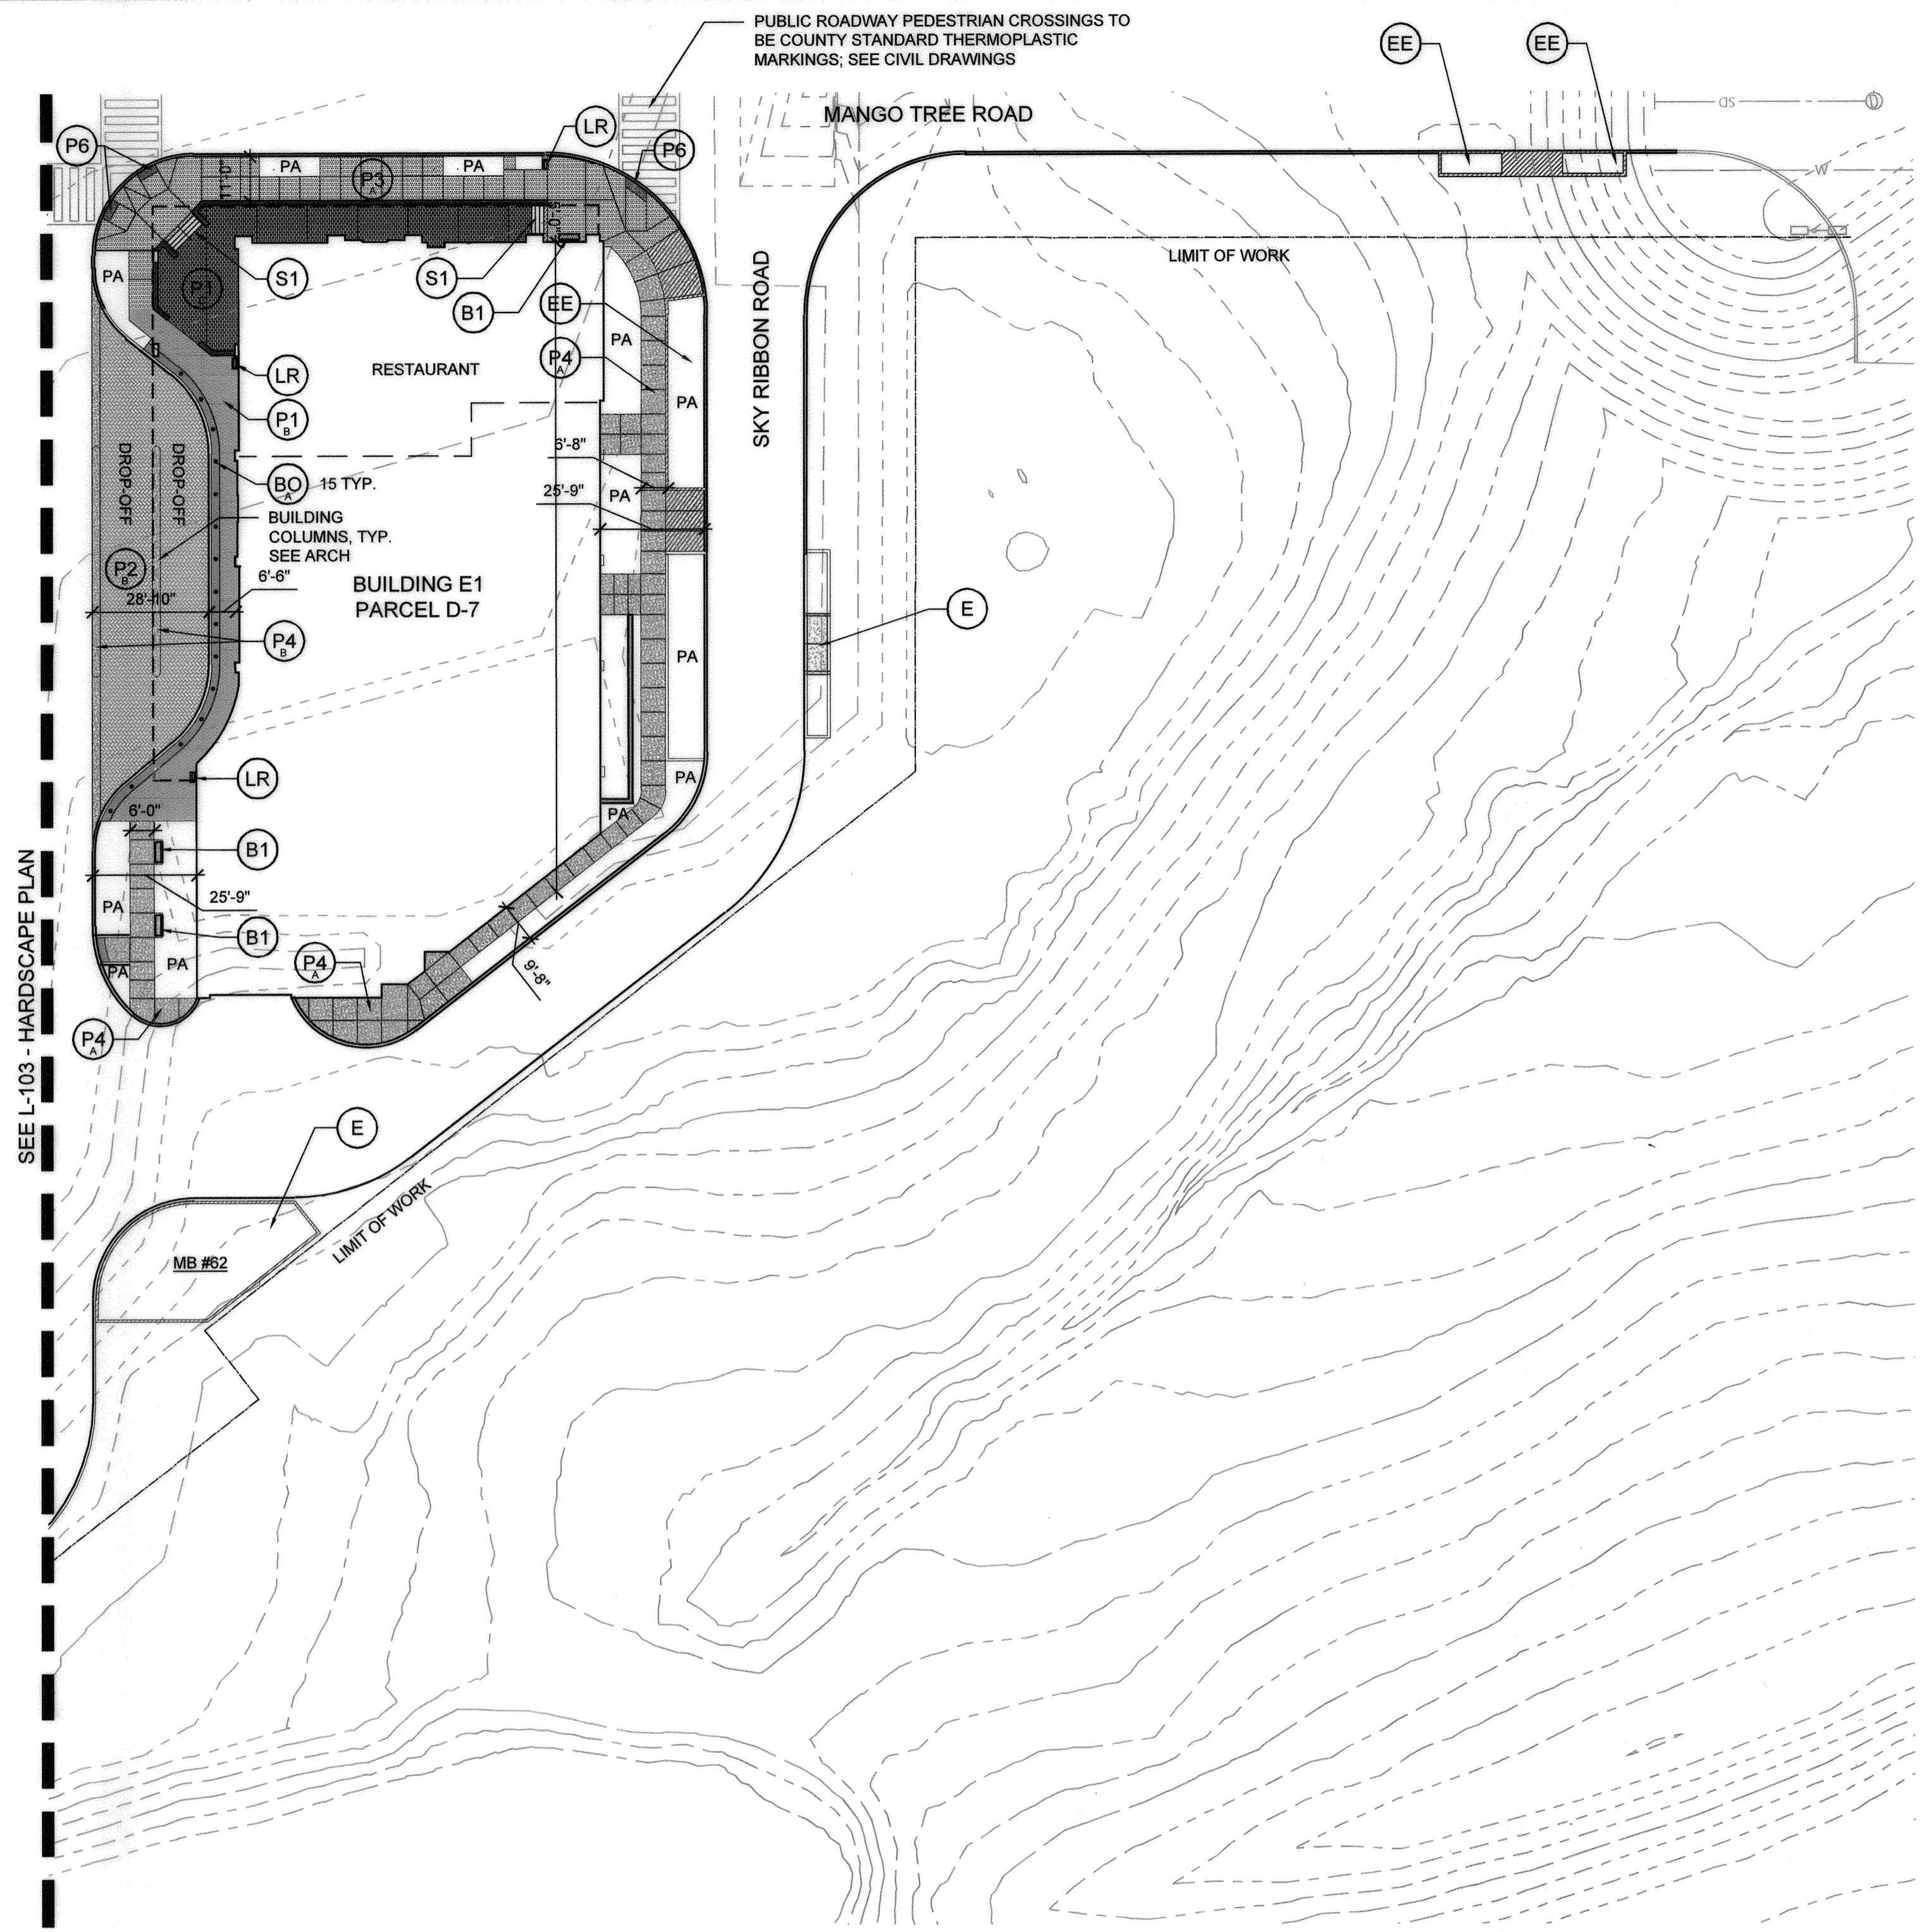 PUBLIC ROADWAY PEDESTRIAN CROSSINGS TO
BE COUNTY STANDARD THERMOPLASTIC
MARKINGS; SEE CIVIL DRAWINGS
EE
EE
MANGO TREE ROAD
SD
D
LR
P6
P6
PA
PA
P3
A
11'-0"
W
LIMIT OF WORK
PA
S1
S1
P1
C
B1
EE
PA
SKY RIBBON ROAD
RESTAURANT
P4
A
LR
PA
P1
B
6'-8"
DROP-OFF
DROP-OFF
BO
A
15 TYP.
25'-9"
PA
BUILDING
COLUMNS, TYP.
SEE ARCH
P2
B
6'-6"
28'-10"
BUILDING E1
PARCEL D-7
E
P4
B
PA
LR
PA
6'-0"
PA
B1
SEE L-103 - HARDSCAPE PLAN
25'-9"
PA
B1
PA
PA
P4
A
9'-8"
P4
A
E
LIMIT OF WORK
MB #62